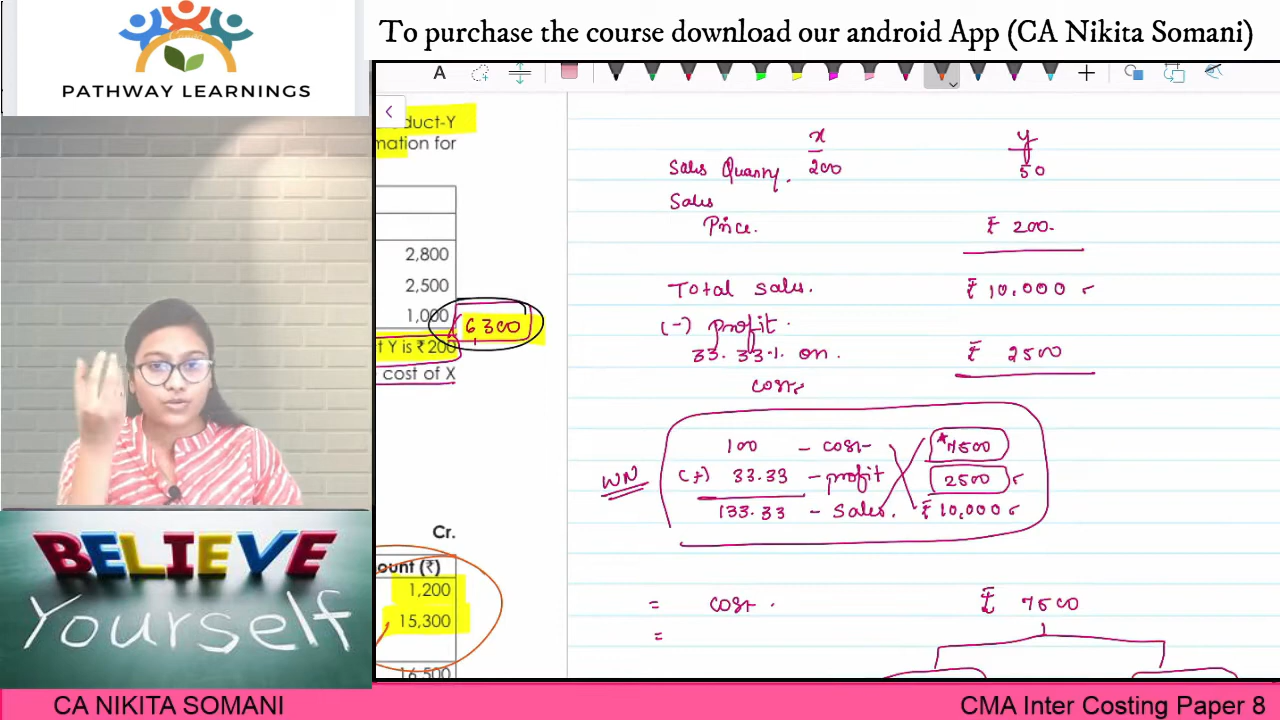 To purchase the course download our android App (CA Nikita Somani)
PATHWAY LEARNINGS
A
duct-Y
mation for
2,800
2,500
1,000
6300
t Y is ₹200
cost of X
Cr.
ount (₹)
1,200
15,300
16,500
x y
Sales Quanty. 200 50
Sales
Price. ₹ 200.
Total Sales. ₹ 10,000
(-) profit.
33.33% on. ₹ 2500
cost
100 - cost *7500
WN (+) 33.33 - profit 2500
133.33 - Sales. ₹ 10,000
= cost. ₹ 7500
=
BELIEVE
Yourself
CA NIKITA SOMANI
CMA Inter Costing Paper 8